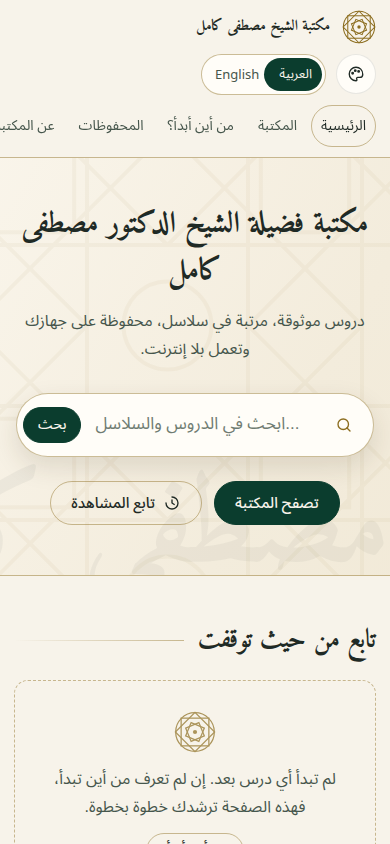 مكتبة الشيخ مصطفى كامل
العربية English
الرئيسية المكتبة من أين أبدأ؟ المحفوظات عن المكتبة
مكتبة فضيلة الشيخ الدكتور مصطفى
كامل
دروس موثوقة، مرتبة في سلاسل، محفوظة على جهازك
وتعمل بلا إنترنت.
ابحث في الدروس والسلاسل...
بحث
تصفح المكتبة تابع المشاهدة
مصطفى
تابع من حيث توقفت
لم تبدأ أي درس بعد. إن لم تعرف من أين تبدأ،
فهذه الصفحة ترشدك خطوة بخطوة.